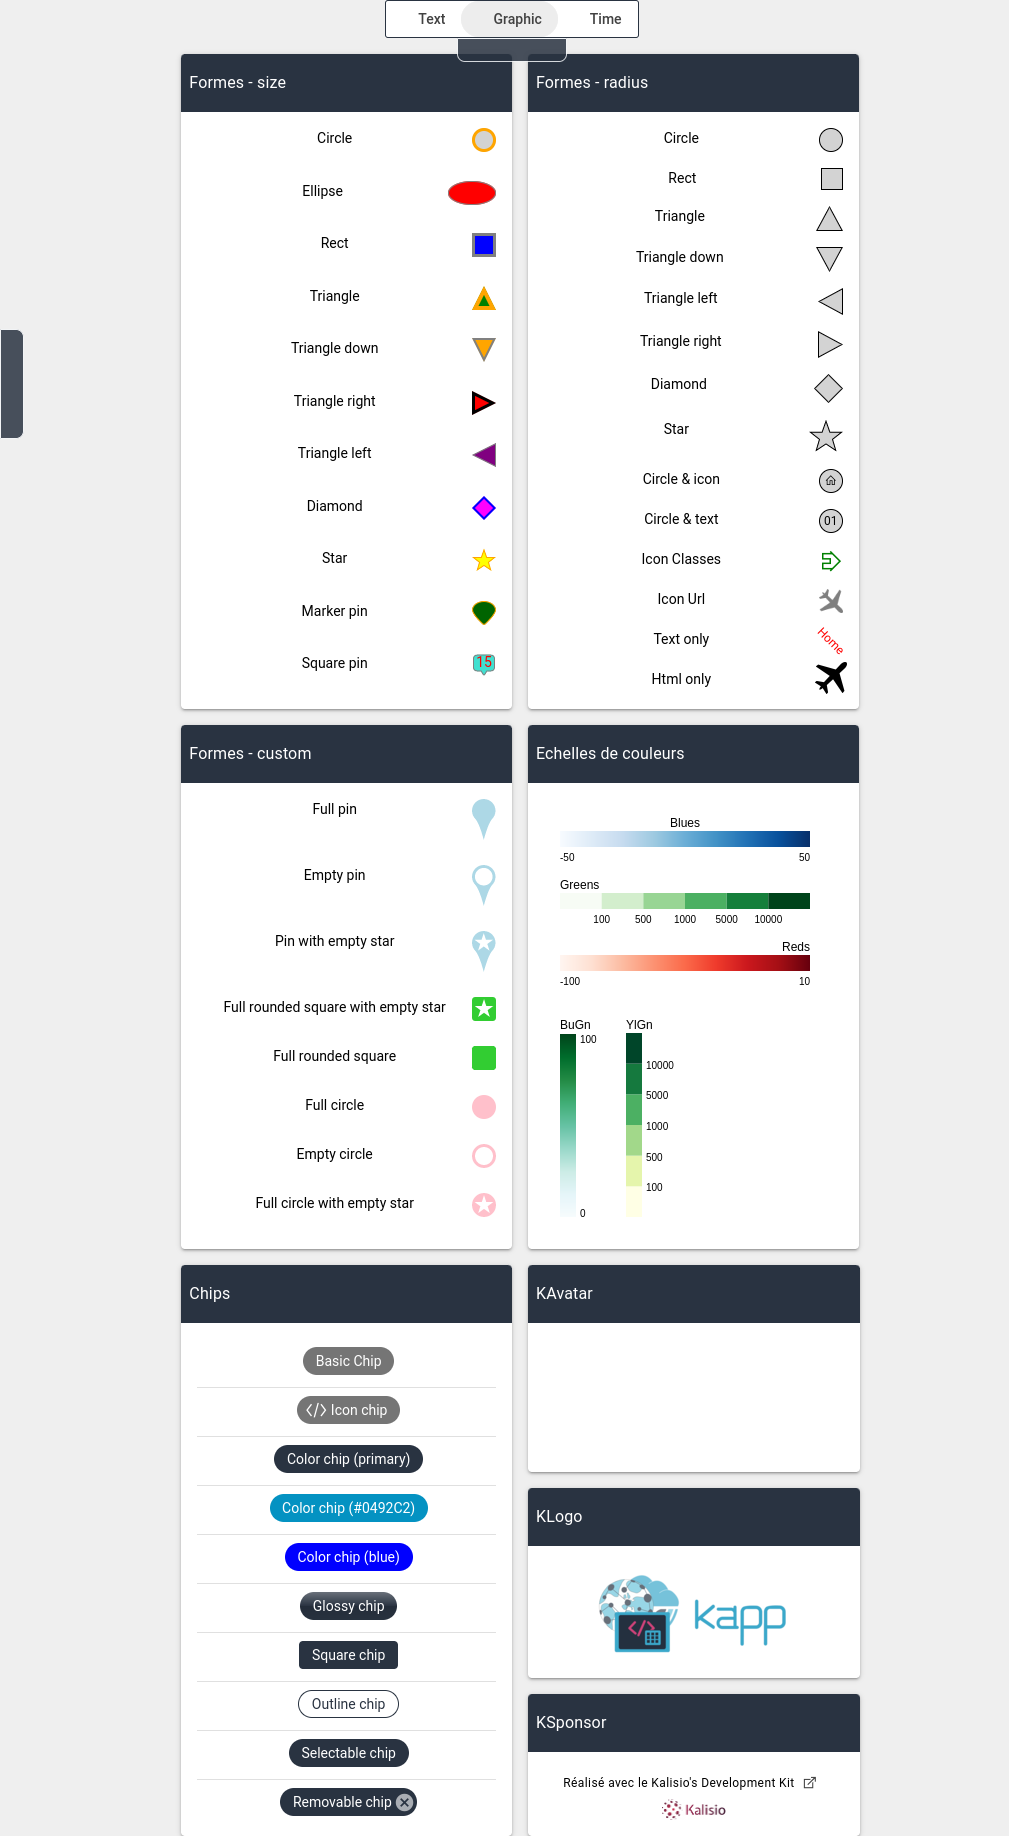 Text Graphic Time
Formes - size
Circle
Ellipse
Rect
Triangle
Triangle down
Triangle right
Triangle left
Diamond
Star
Marker pin
Square pin 15
Formes - radius
Circle
Rect
Triangle
Triangle down
Triangle left
Triangle right
Diamond
Star
Circle & icon
Circle & text 01
Icon Classes
Icon Url
Text only Home
Html only
Formes - custom
Full pin
Empty pin
Pin with empty star
Full rounded square with empty star
Full rounded square
Full circle
Empty circle
Full circle with empty star
Echelles de couleurs
Blues
-50 50
Greens
100 500 1000 5000 10000
Reds
-100 10
BuGn
100
0
YlGn
10000
5000
1000
500
100
Chips
Basic Chip
</> Icon chip
Color chip (primary)
Color chip (#0492C2)
Color chip (blue)
Glossy chip
Square chip
Outline chip
Selectable chip
Removable chip
KAvatar
KLogo
</> kapp
KSponsor
Réalisé avec le Kalisio's Development Kit
Kalisio